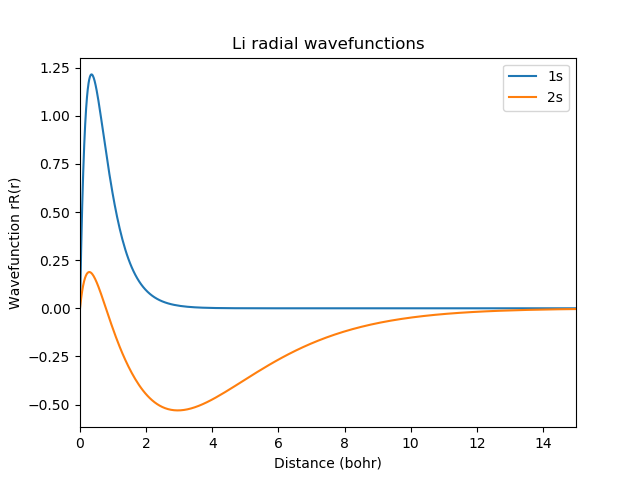 Li radial wavefunctions
1s
2s
Wavefunction rR(r)
1.25
1.00
0.75
0.50
0.25
0.00
−0.25
−0.50
0 2 4 6 8 10 12 14
Distance (bohr)